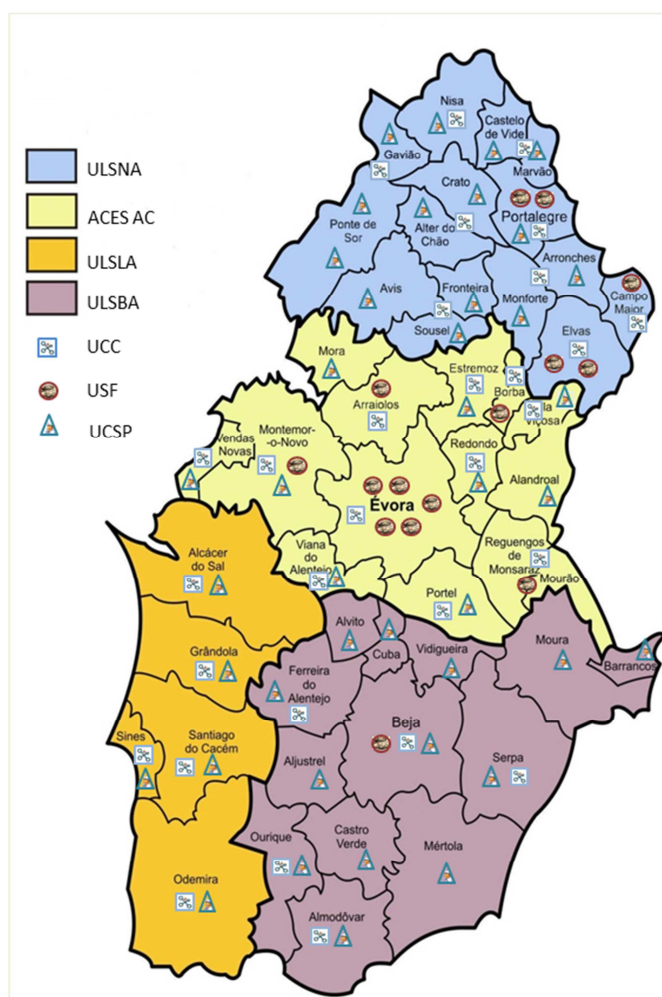 ULSNA
ACES AC
ULSLA
ULSBA
UCC
USF
UCSP
Nisa
Castelo
de Vide
Gavião
Marvão
Crato
Portalegre
Ponte de
Sor
Alter do
Chão
Arronches
Avis
Fronteira
Monforte
Campo
Maior
Sousel
Elvas
Mora
Estremoz
Borba
Arraiolos
Viçosa
Vendas
Novas
Montemor-
-o-Novo
Redondo
Alandroal
Évora
Reguengos
de
Monsaraz
Mourão
Viana do
Alentejo
Portel
Alcácer
do Sal
Alvito
Cuba
Vidigueira
Moura
Barrancos
Grândola
Ferreira
do
Alentejo
Beja
Sines
Santiago
do Cacém
Aljustrel
Serpa
Ourique
Castro
Verde
Mértola
Odemira
Almodôvar